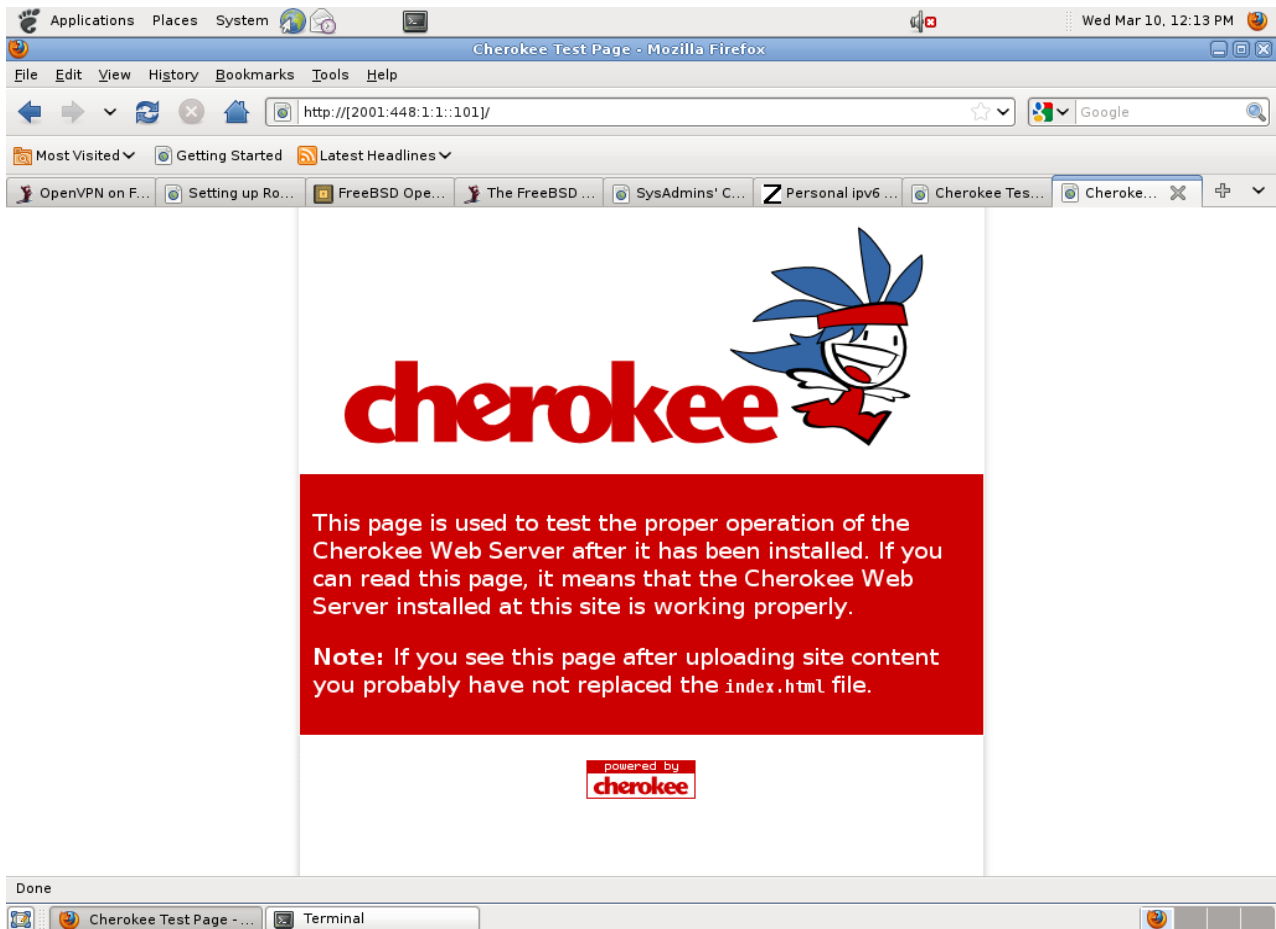 Applications Places System Wed Mar 10, 12:13 PM
Cherokee Test Page - Mozilla Firefox
File Edit View History Bookmarks Tools Help
http://[2001:448:1:1::101]/ Google
Most Visited Getting Started Latest Headlines
OpenVPN on F... Setting up Ro... FreeBSD Ope... The FreeBSD ... SysAdmins' C... Personal ipv6 ... Cherokee Tes... Cheroke...
cherokee
This page is used to test the proper operation of the
Cherokee Web Server after it has been installed. If you
can read this page, it means that the Cherokee Web
Server installed at this site is working properly.
Note: If you see this page after uploading site content
you probably have not replaced the index.html file.
powered by
cherokee
Done
Cherokee Test Page - ... Terminal